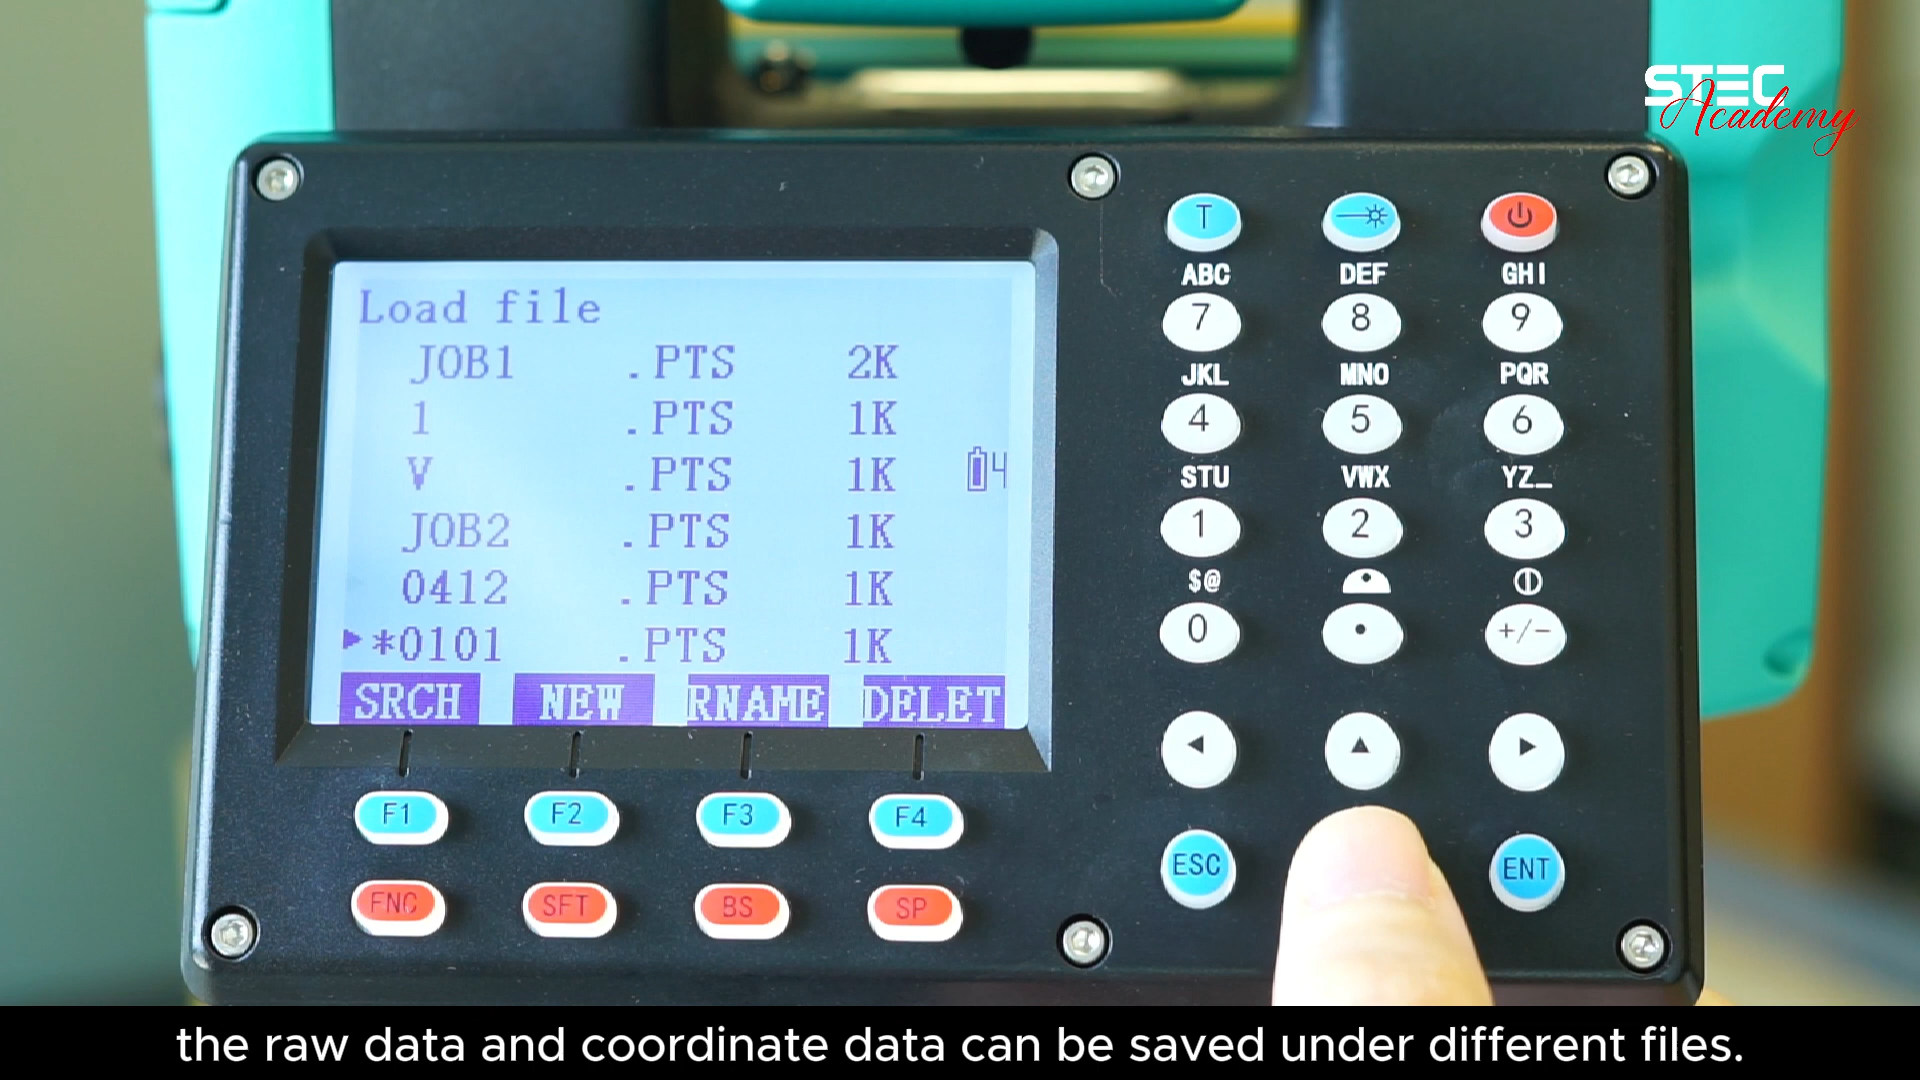 STEC
Academy
Load file
JOB1 .PTS 2K
1 .PTS 1K
V .PTS 1K
4
JOB2 .PTS 1K
0412 .PTS 1K
*0101 .PTS 1K
SRCH NEW RNAME DELET
F1 F2 F3 F4
FNC SFT BS SP
T
ABC DEF GHI
7 8 9
JKL MNO PQR
4 5 6
STU VWX YZ_
1 2 3
$@
0 • +/-
ESC ENT
the raw data and coordinate data can be saved under different files.